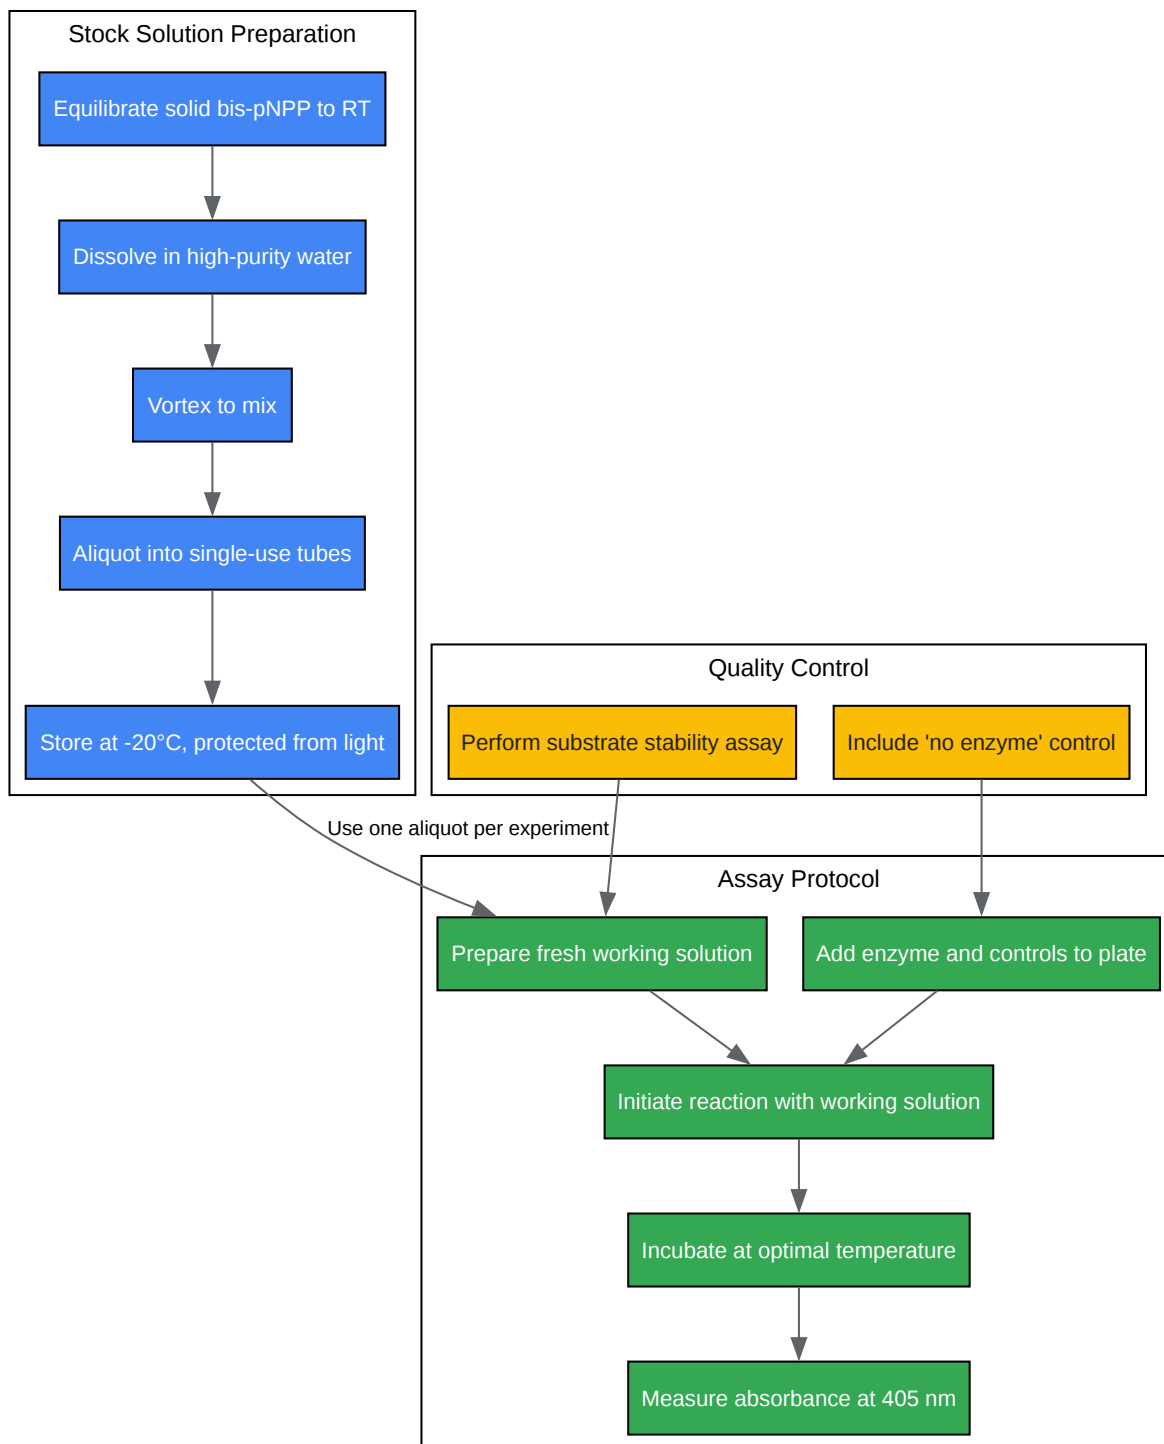 Stock Solution Preparation
Equilibrate solid bis-pNPP to RT
Dissolve in high-purity water
Vortex to mix
Aliquot into single-use tubes
Store at -20°C, protected from light
Quality Control
Perform substrate stability assay
Include 'no enzyme' control
Use one aliquot per experiment
Assay Protocol
Prepare fresh working solution
Add enzyme and controls to plate
Initiate reaction with working solution
Incubate at optimal temperature
Measure absorbance at 405 nm